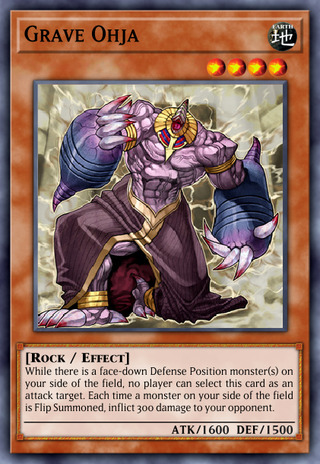 Grave Ohja
EARTH
地
[Rock / Effect]
While there is a face-down Defense Position monster(s) on
your side of the field, no player can select this card as an
attack target. Each time a monster on your side of the field
is Flip Summoned, inflict 300 damage to your opponent.
ATK/1600 DEF/1500